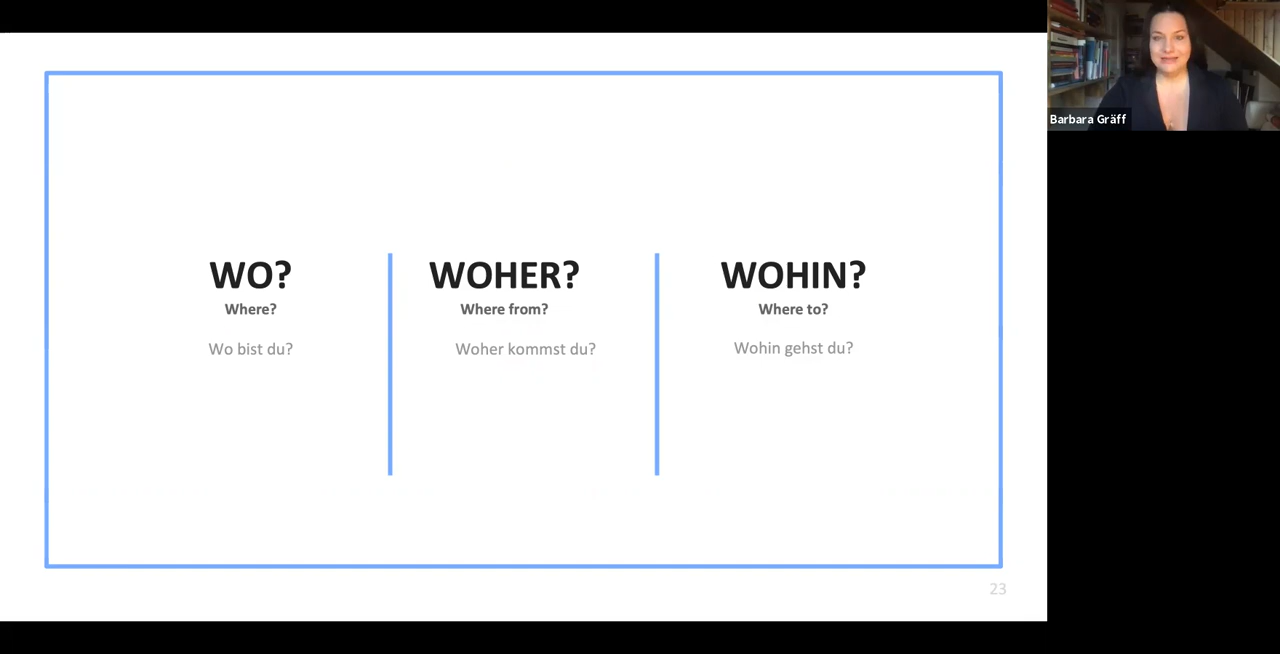 WO?
Where?
Wo bist du?
WOHER?
Where from?
Woher kommst du?
WOHIN?
Where to?
Wohin gehst du?
23
Barbara Gräff